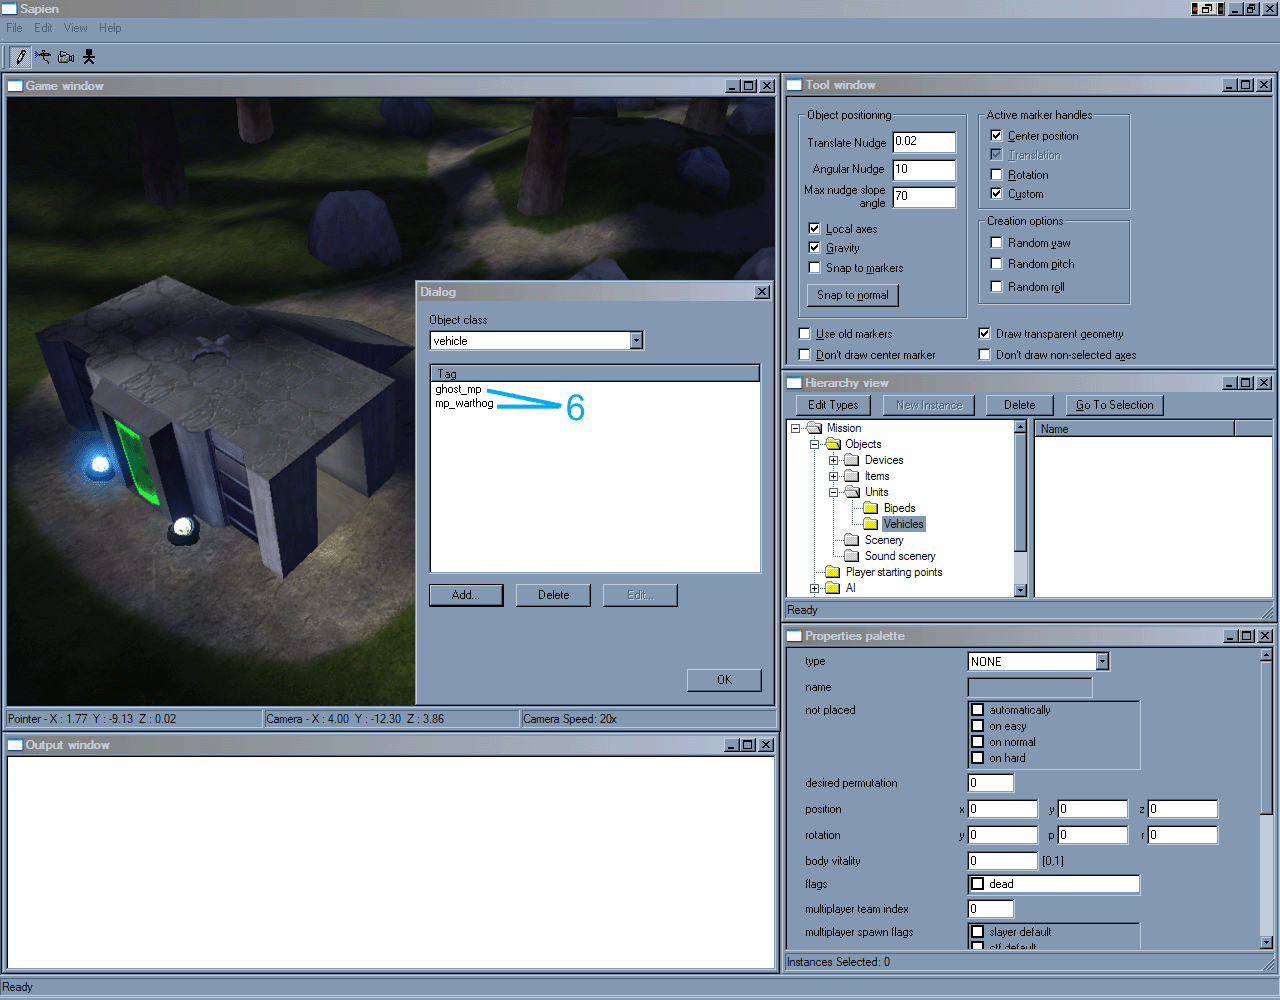 Sapien
File Edit View Help
Game window
Dialog
Object class
vehicle
Tag
ghost_mp
mp_warthog
6
Add...
Delete
Edit...
OK
Pointer - X : 1.77 Y : -9.13 Z : 0.02
Camera - X : 4.00 Y : -12.30 Z : 3.86
Camera Speed: 20x
Output window
Tool window
Object positioning
Translate Nudge 0.02
Angular Nudge 10
Max nudge slope angle 70
Local axes
Gravity
Snap to markers
Snap to normal
Active marker handles
Center position
Translation
Rotation
Custom
Creation options
Random yaw
Random pitch
Random roll
Use old markers
Don't draw center marker
Draw transparent geometry
Don't draw non-selected axes
Hierarchy view
Edit Types
New Instance
Delete
Go To Selection
Mission
Objects
Devices
Items
Units
Bipeds
Vehicles
Scenery
Sound scenery
Player starting points
AI
Name
Ready
Properties palette
type NONE
name
not placed
automatically
on easy
on normal
on hard
desired permutation 0
position x 0 y 0 z 0
rotation y 0 p 0 r 0
body vitality 0 [0,1]
flags dead
multiplayer team index 0
multiplayer spawn flags slayer default
ctf default
Instances Selected: 0
Ready